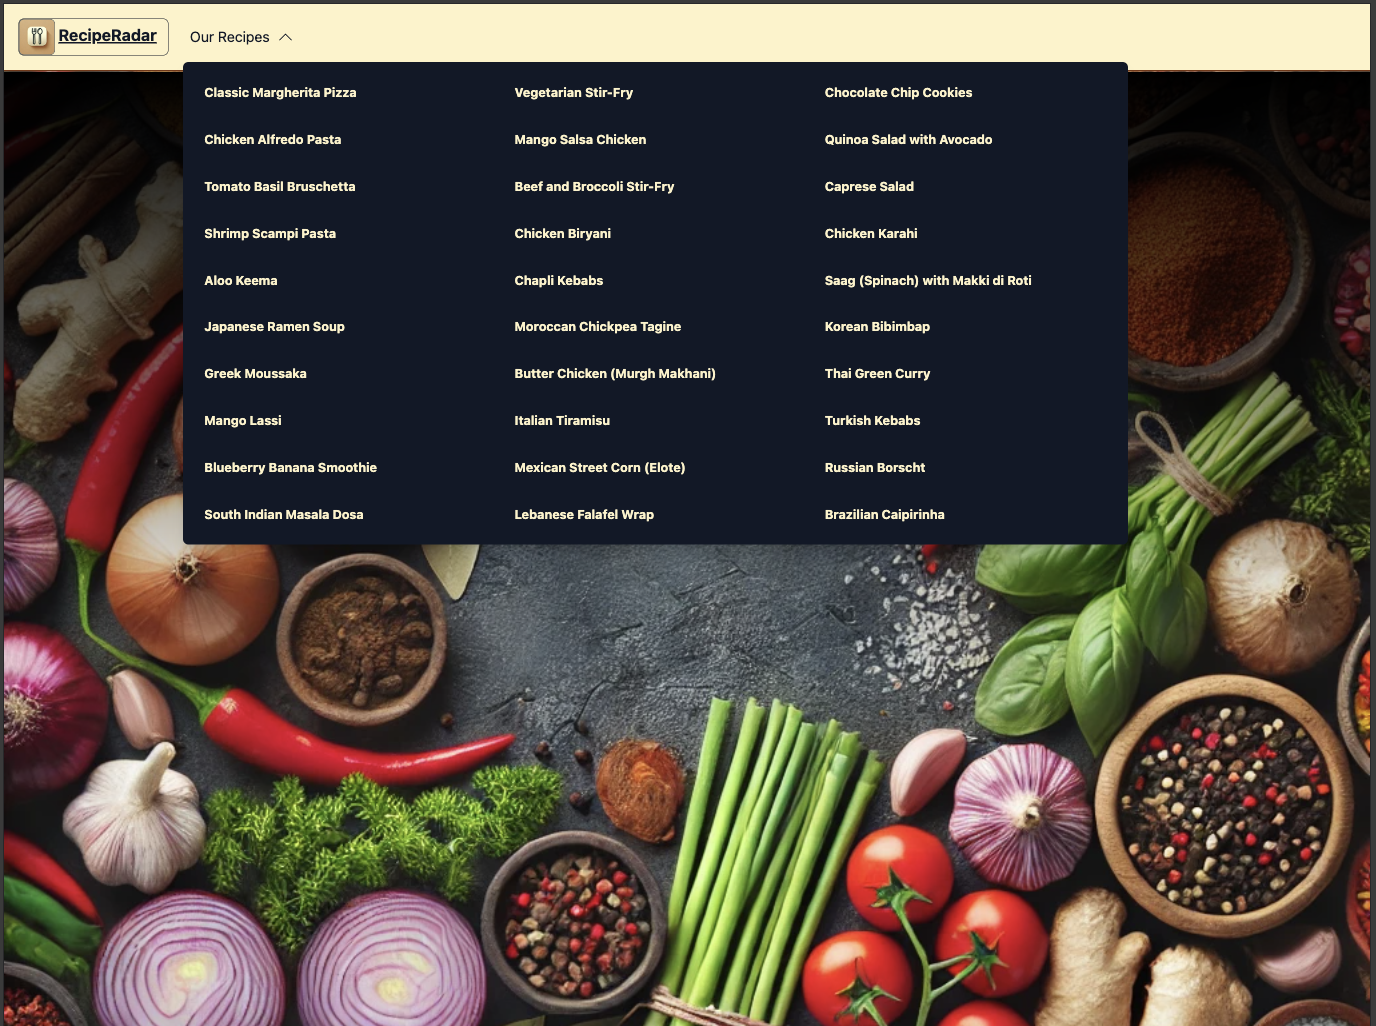 RecipeRadar
Our Recipes
Classic Margherita Pizza
Vegetarian Stir-Fry
Chocolate Chip Cookies
Chicken Alfredo Pasta
Mango Salsa Chicken
Quinoa Salad with Avocado
Tomato Basil Bruschetta
Beef and Broccoli Stir-Fry
Caprese Salad
Shrimp Scampi Pasta
Chicken Biryani
Chicken Karahi
Aloo Keema
Chapli Kebabs
Saag (Spinach) with Makki di Roti
Japanese Ramen Soup
Moroccan Chickpea Tagine
Korean Bibimbap
Greek Moussaka
Butter Chicken (Murgh Makhani)
Thai Green Curry
Mango Lassi
Italian Tiramisu
Turkish Kebabs
Blueberry Banana Smoothie
Mexican Street Corn (Elote)
Russian Borscht
South Indian Masala Dosa
Lebanese Falafel Wrap
Brazilian Caipirinha